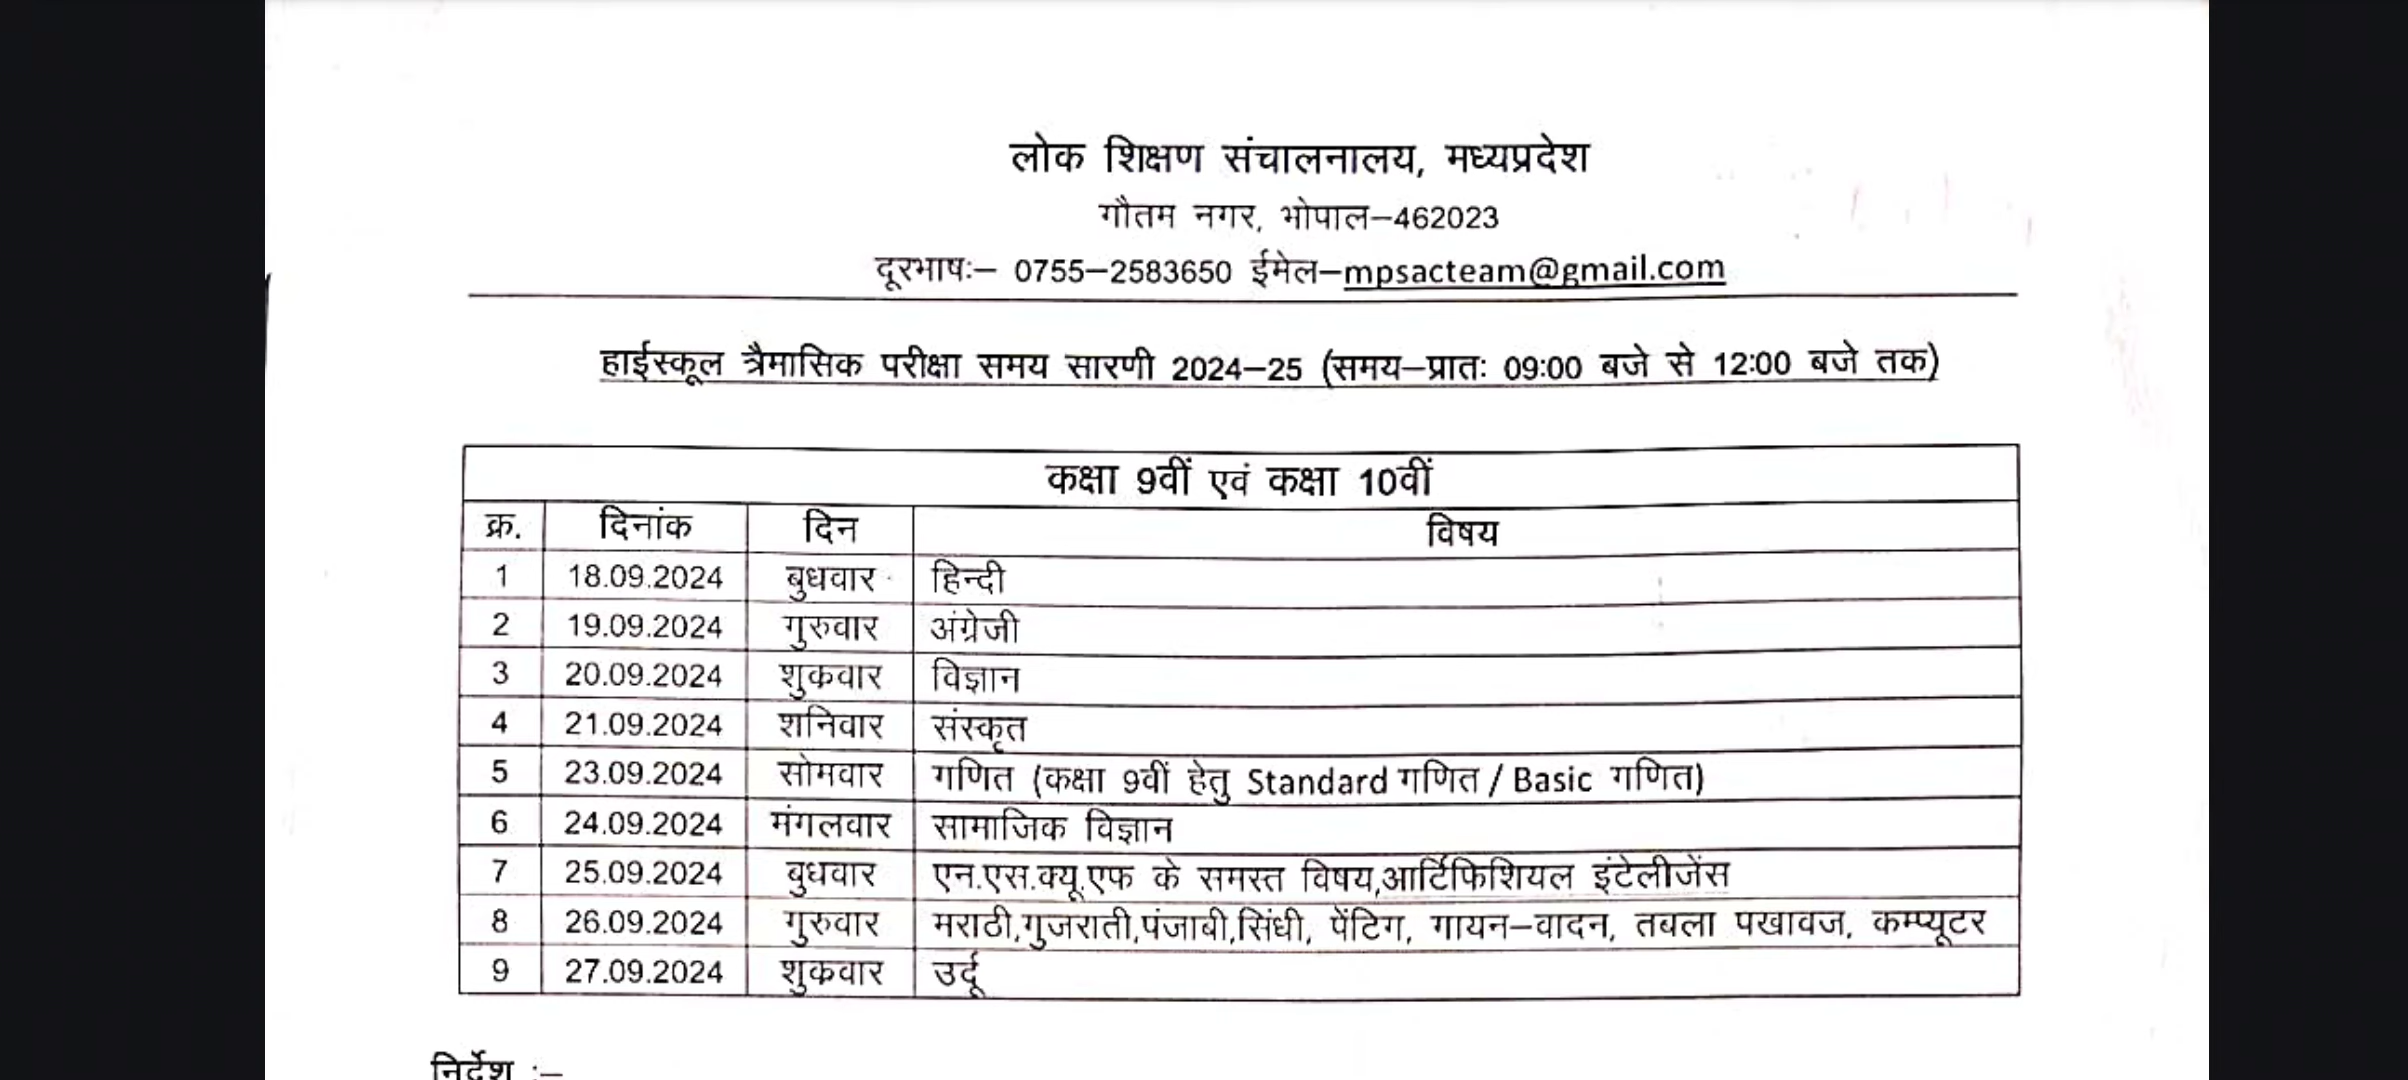 लोक शिक्षण संचालनालय, मध्यप्रदेश
गौतम नगर, भोपाल–462023
दूरभाषः– 0755–2583650 ईमेल–mpsacteam@gmail.com
हाईस्कूल त्रैमासिक परीक्षा समय सारणी 2024–25 (समय–प्रातः 09:00 बजे से 12:00 बजे तक)
कक्षा 9वीं एवं कक्षा 10वीं
क्र. दिनांक दिन विषय
1 18.09.2024 बुधवार हिन्दी
2 19.09.2024 गुरुवार अंग्रेजी
3 20.09.2024 शुकवार विज्ञान
4 21.09.2024 शनिवार संस्कृत
5 23.09.2024 सोमवार गणित (कक्षा 9वीं हेतु Standard गणित / Basic गणित)
6 24.09.2024 मंगलवार सामाजिक विज्ञान
7 25.09.2024 बुधवार एन.एस.क्यू.एफ के समस्त विषय,आर्टिफिशियल इंटेलीजेंस
8 26.09.2024 गुरुवार मराठी,गुजराती,पंजाबी,सिंधी, पेंटिग, गायन–वादन, तबला पखावज, कम्प्यूटर
9 27.09.2024 शुकवार उर्दू
निर्देश :–